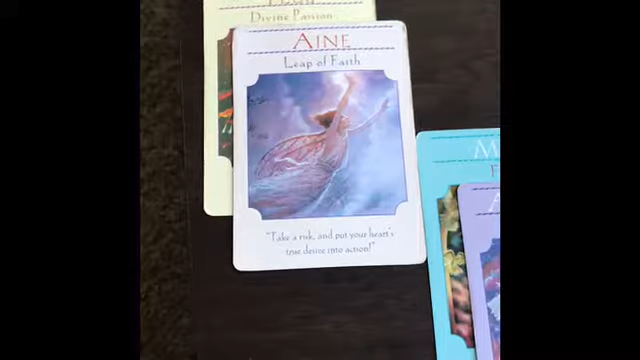 Divine Passion
AINE
Leap of Faith
"Take a risk, and put your heart's
true desire into action!"
M